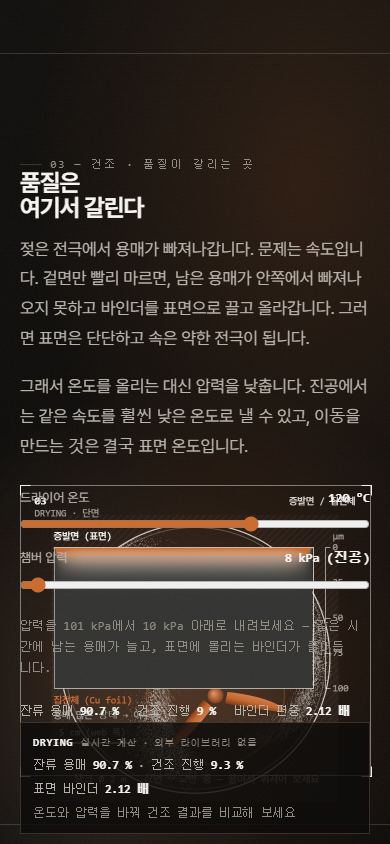 03 — 건조 · 품질이 갈리는 곳
품질은
여기서 갈린다
젖은 전극에서 용매가 빠져나갑니다. 문제는 속도입니
다. 겉면만 빨리 마르면, 남은 용매가 안쪽에서 빠져나
오지 못하고 바인더를 표면으로 끌고 올라갑니다. 그러
면 표면은 단단하고 속은 약한 전극이 됩니다.
그래서 온도를 올리는 대신 압력을 낮춥니다. 진공에서
는 같은 속도를 훨씬 낮은 온도로 낼 수 있고, 이동을
만드는 것은 결국 표면 온도입니다.
드라이어 온도
120 °C
03
증발면 /
DRYING · 단면
증발면 (표면)
µm
0
챔버 압력
8 kPa (진공)
25
압력을 101 kPa에서 10 kPa 아래로 내려보세요 — 같은 시
50
간에 남는 용매가 늘고, 표면에 몰리는 바인더가
75
니다.
100
집전체 (Cu foil)
잔류 용매 90.7 %
건조 진행 9 %
바인더 편중 2.12 배
DRYING 실시간 계산 · 외부 라이브러리 없음
잔류 용매 90.7 % · 건조 진행 9.3 %
표면 바인더 2.12 배
온도와 압력을 바꿔 건조 결과를 비교해 보세요